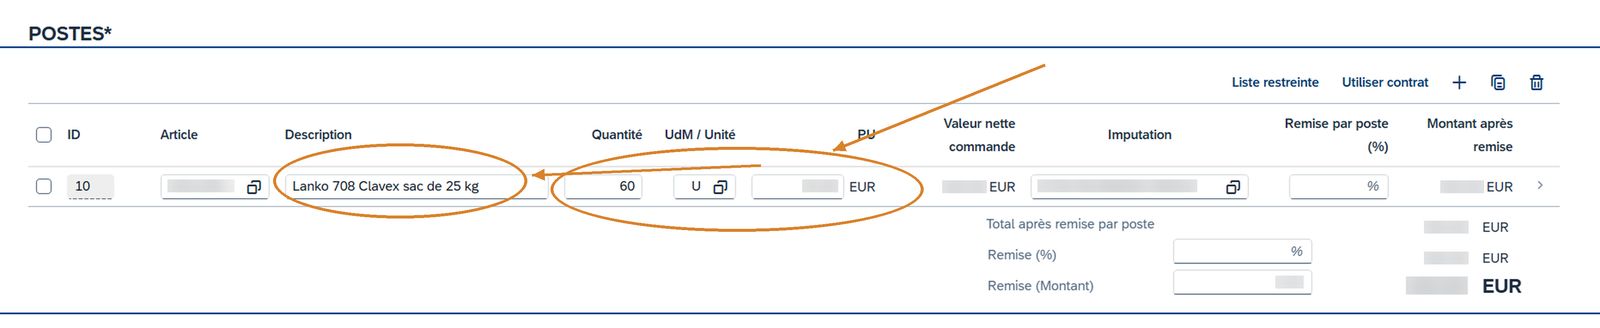 POSTES*
Liste restreinte Utiliser contrat
ID Article Description Quantité UdM / Unité PU Valeur nette commande Imputation Remise par poste (%) Montant après remise
10 Lanko 708 Clavex sac de 25 kg 60 U EUR EUR % EUR
Total après remise par poste EUR
Remise (%) % EUR
Remise (Montant) EUR